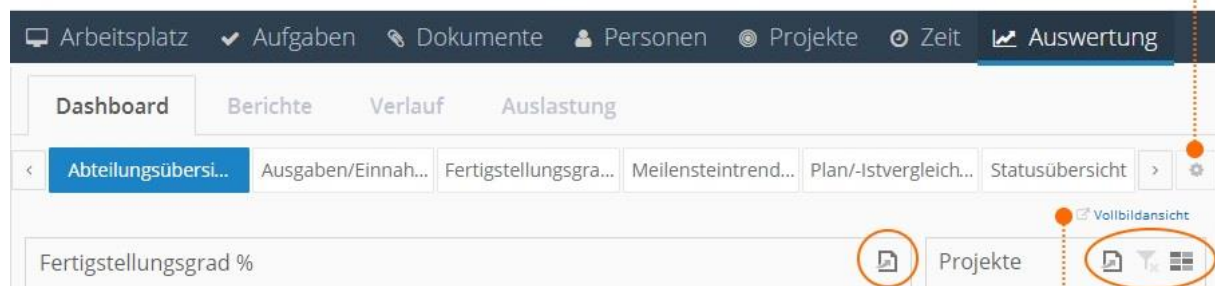 Arbeitsplatz Aufgaben Dokumente Personen Projekte Zeit Auswertung
Dashboard Berichte Verlauf Auslastung
Abteilungsübersi... Ausgaben/Einnah... Fertigstellungsgra... Meilensteintrend... Plan/-Istvergleich... Statusübersicht
Vollbildansicht
Fertigstellungsgrad % Projekte